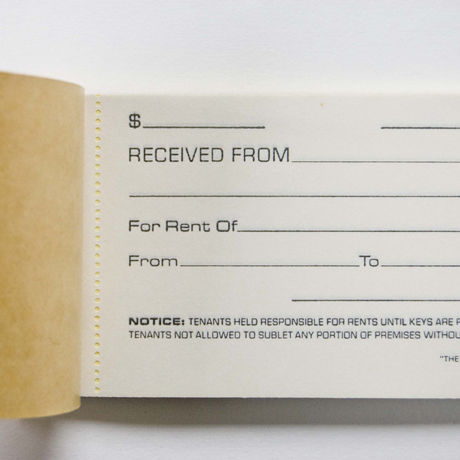 $
RECEIVED FROM
For Rent Of
From To
NOTICE: TENANTS HELD RESPONSIBLE FOR RENTS UNTIL KEYS ARE
TENANTS NOT ALLOWED TO SUBLET ANY PORTION OF PREMISES
"THE